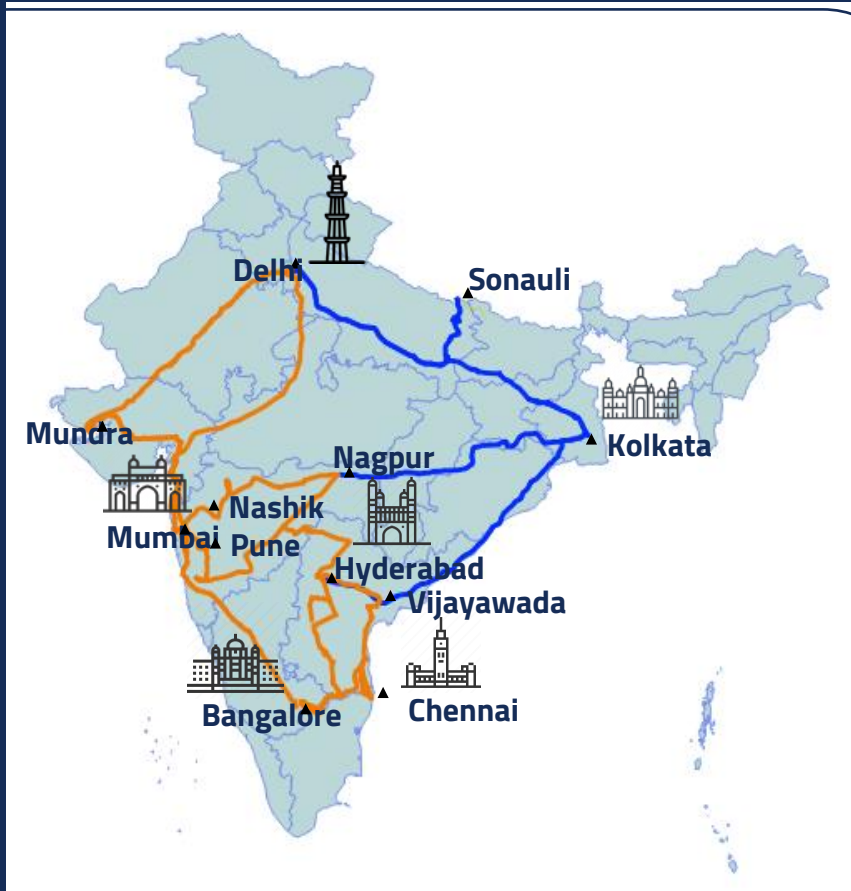 Delhi
Sonauli
Mundra
Nagpur
Kolkata
Nashik
Mumbai
Pune
Hyderabad
Vijayawada
Bangalore
Chennai